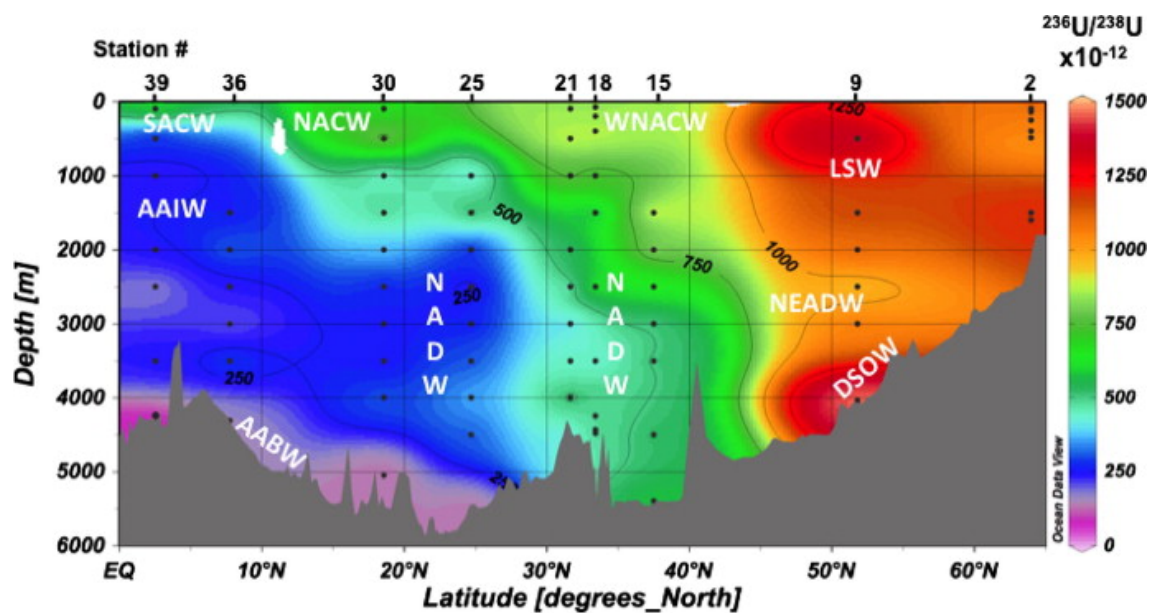 ²³⁶U/²³⁸U
x10⁻¹²
Station #
39 36 30 25 21 18 15 9 2
0
1000
2000
3000
4000
5000
6000
Depth [m]
SACW
NACW
WNACW
1250
LSW
AAIW
500
750
1000
NADW
250
NADW
NEADW
DSOW
250
AABW
EQ 10°N 20°N 30°N 40°N 50°N 60°N
Latitude [degrees_North]
1500
1250
1000
750
500
250
0
Ocean Data View